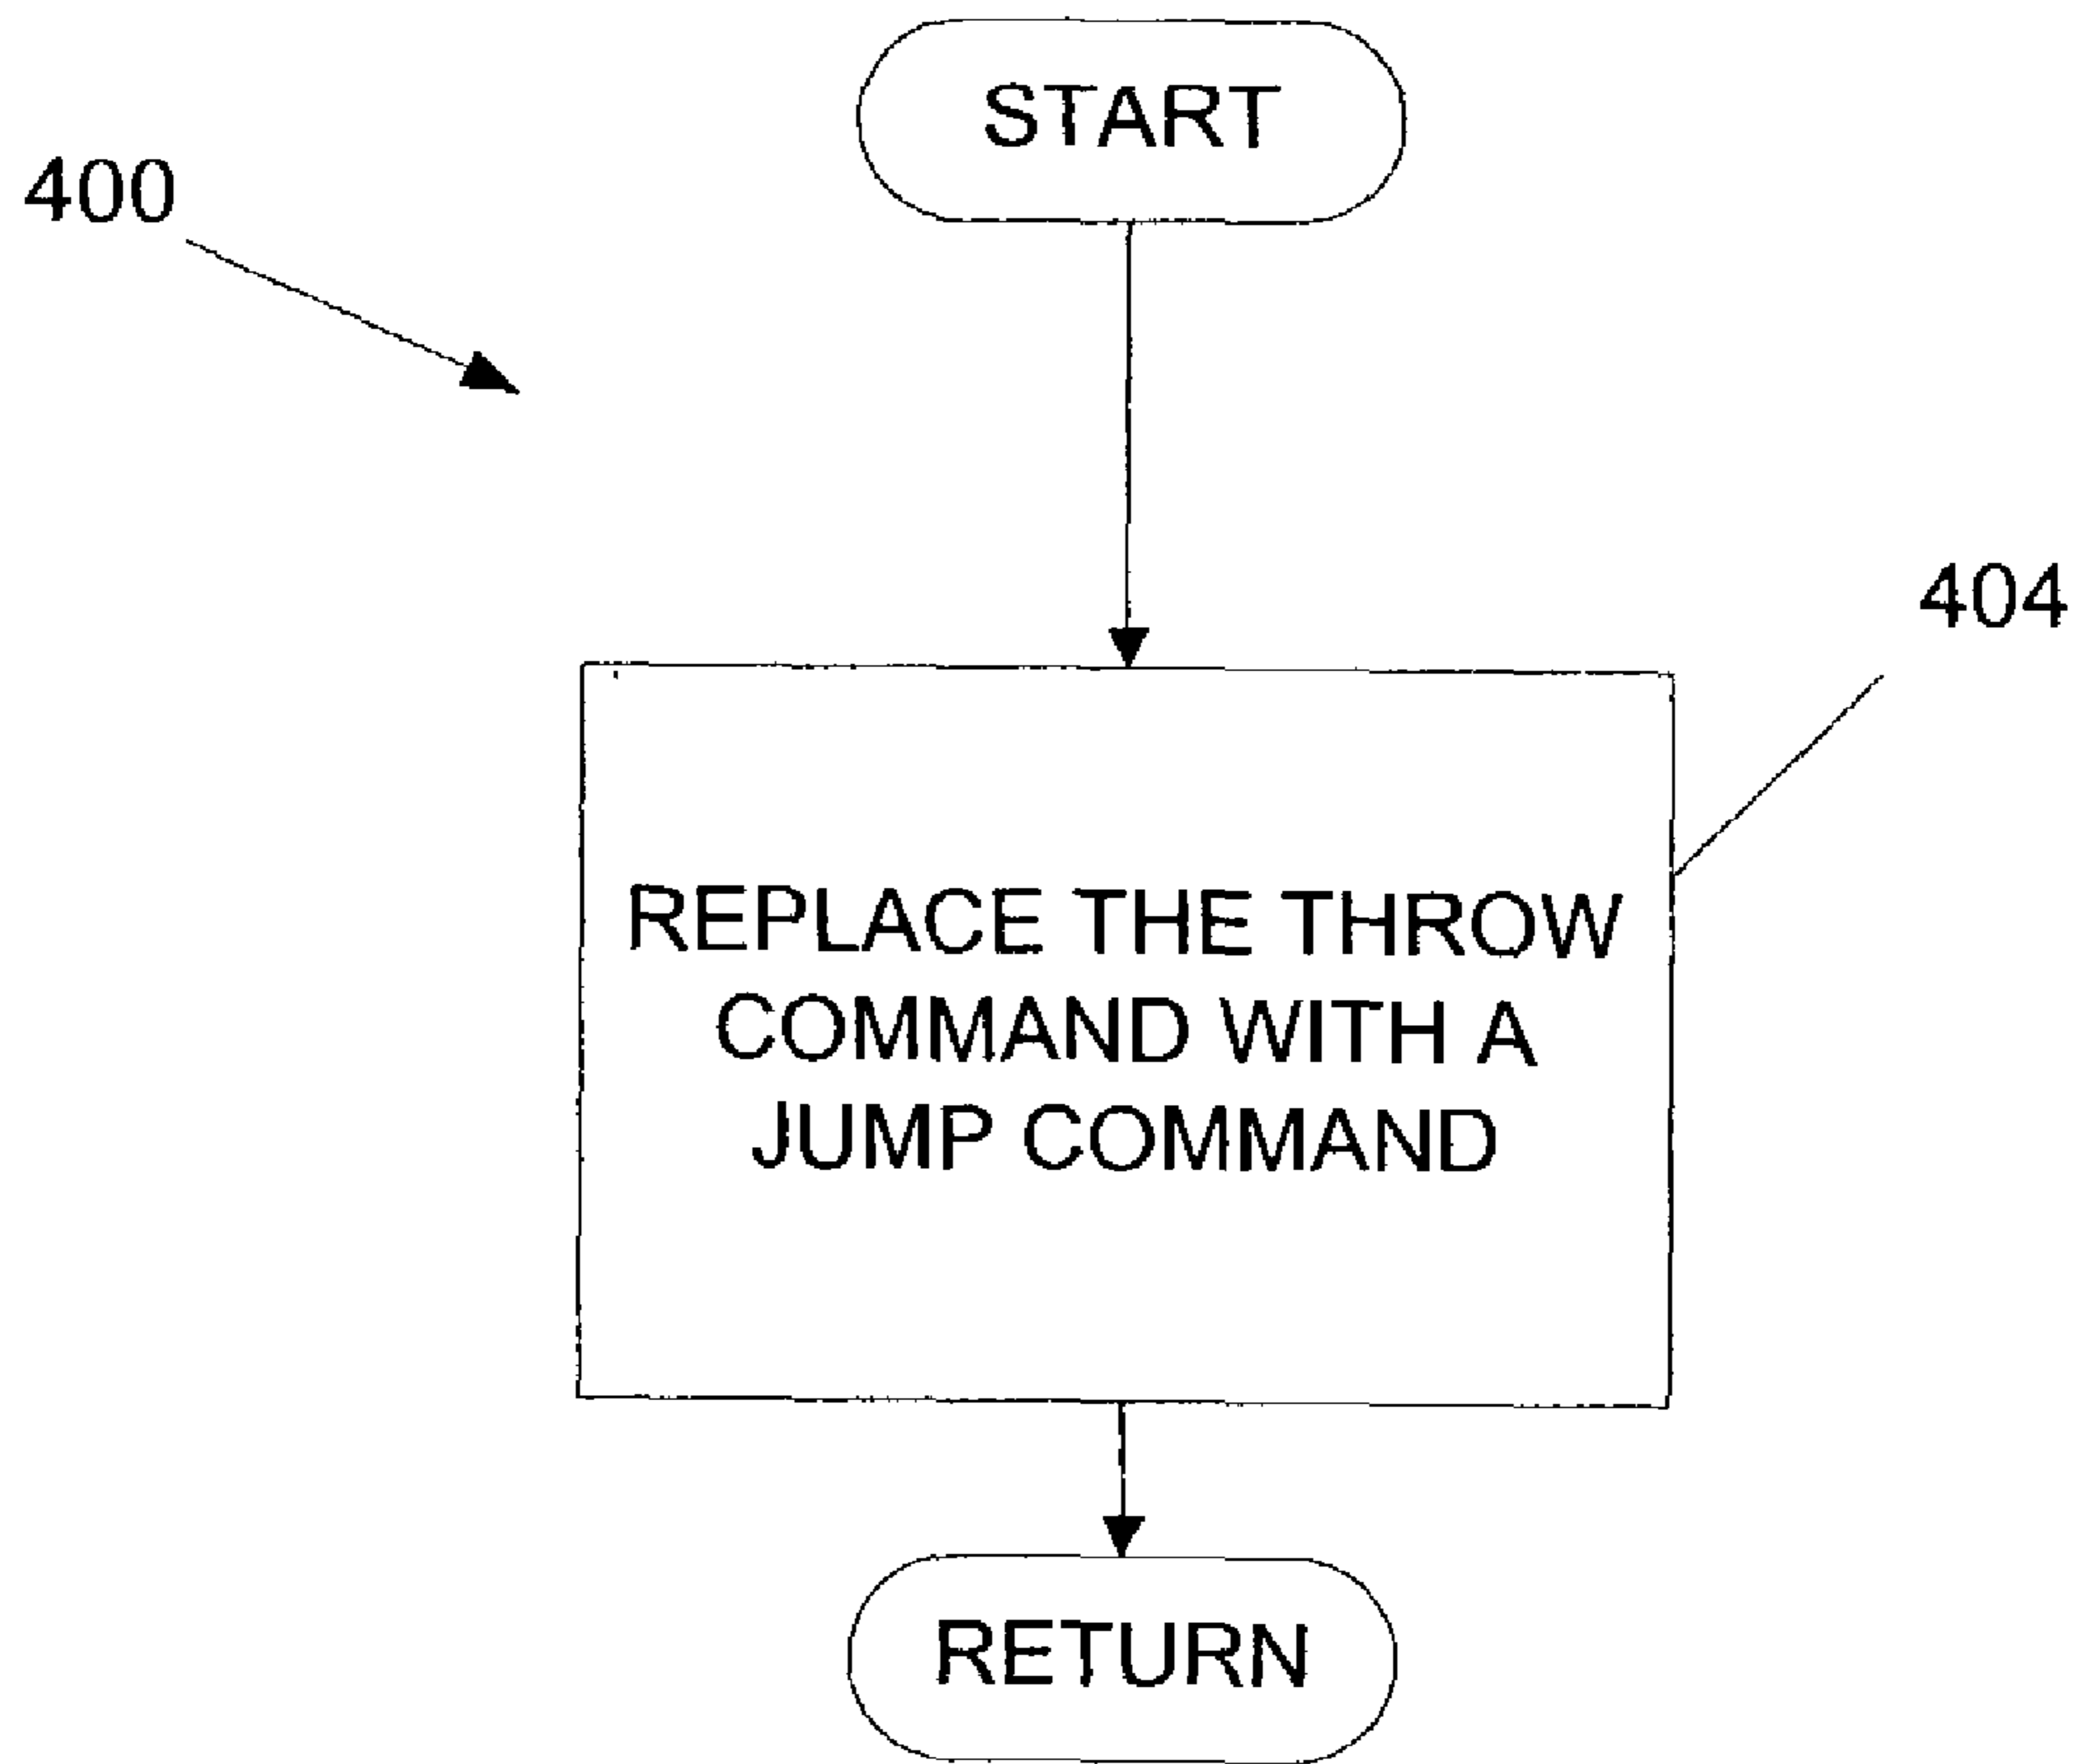 START
400
404
REPLACE THE THROW
COMMAND WITH A
JUMP COMMAND
RETURN